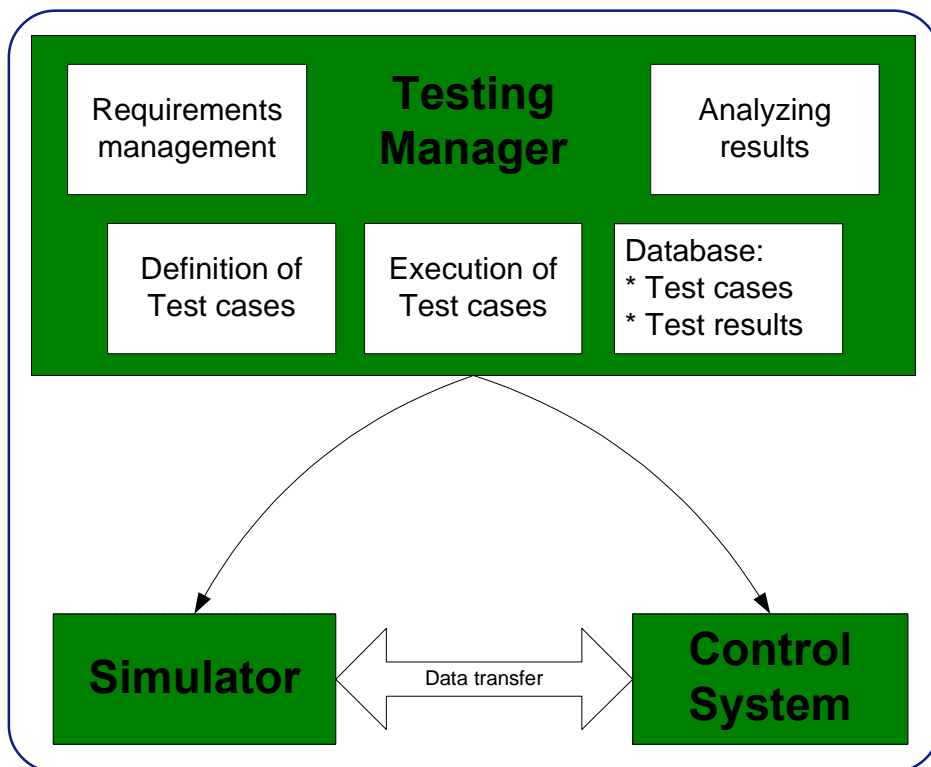 Requirements
management
Testing
Manager
Analyzing
results
Definition of
Test cases
Execution of
Test cases
Database:
* Test cases
* Test results
Simulator
Data transfer
Control
System